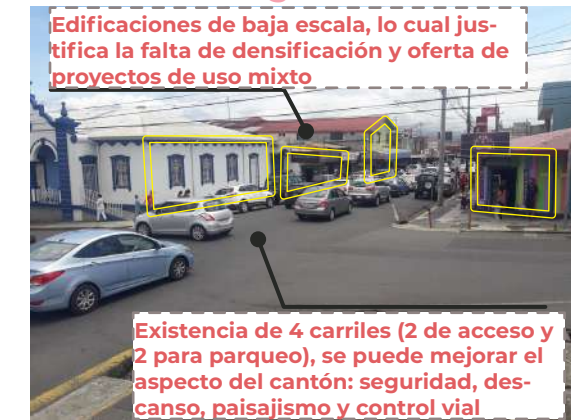 Edificaciones de baja escala, lo cual jus-
tifica la falta de densificación y oferta de
proyectos de uso mixto
Existencia de 4 carriles (2 de acceso y
2 para parqueo), se puede mejorar el
aspecto del cantón: seguridad, des-
canso, paisajismo y control vial